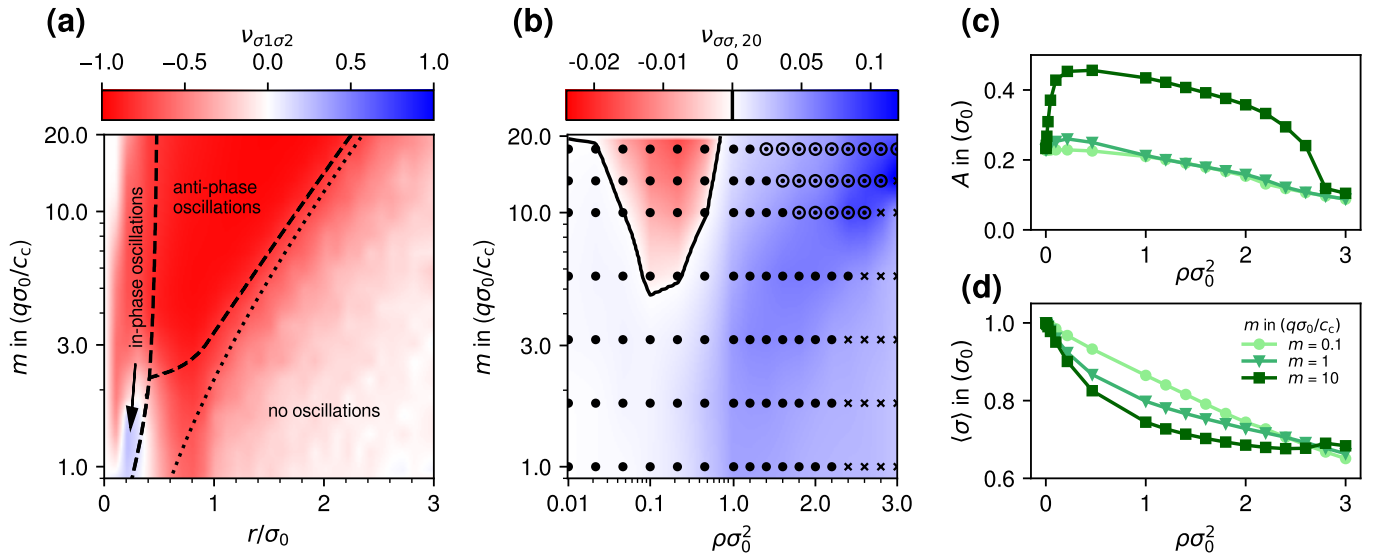 (a)
ν_σ1σ2
−1.0 −0.5 0.0 0.5 1.0
m in (qσ₀/c_c)
20.0
10.0
3.0
1.0
in-phase oscillations
anti-phase
oscillations
no oscillations
0 1 2 3
r/σ₀
(b)
ν_σσ, 20
−0.02 −0.01 0 0.05 0.1
m in (qσ₀/c_c)
20.0
10.0
3.0
1.0
0.01 0.1 1.0 2.0 3.0
ρσ₀²
(c)
A in (σ₀)
0.4
0.2
0.0
0 1 2 3
ρσ₀²
(d)
⟨σ⟩ in (σ₀)
1.0
0.8
0.6
m in (qσ₀/c_c)
m = 0.1
m = 1
m = 10
0 1 2 3
ρσ₀²